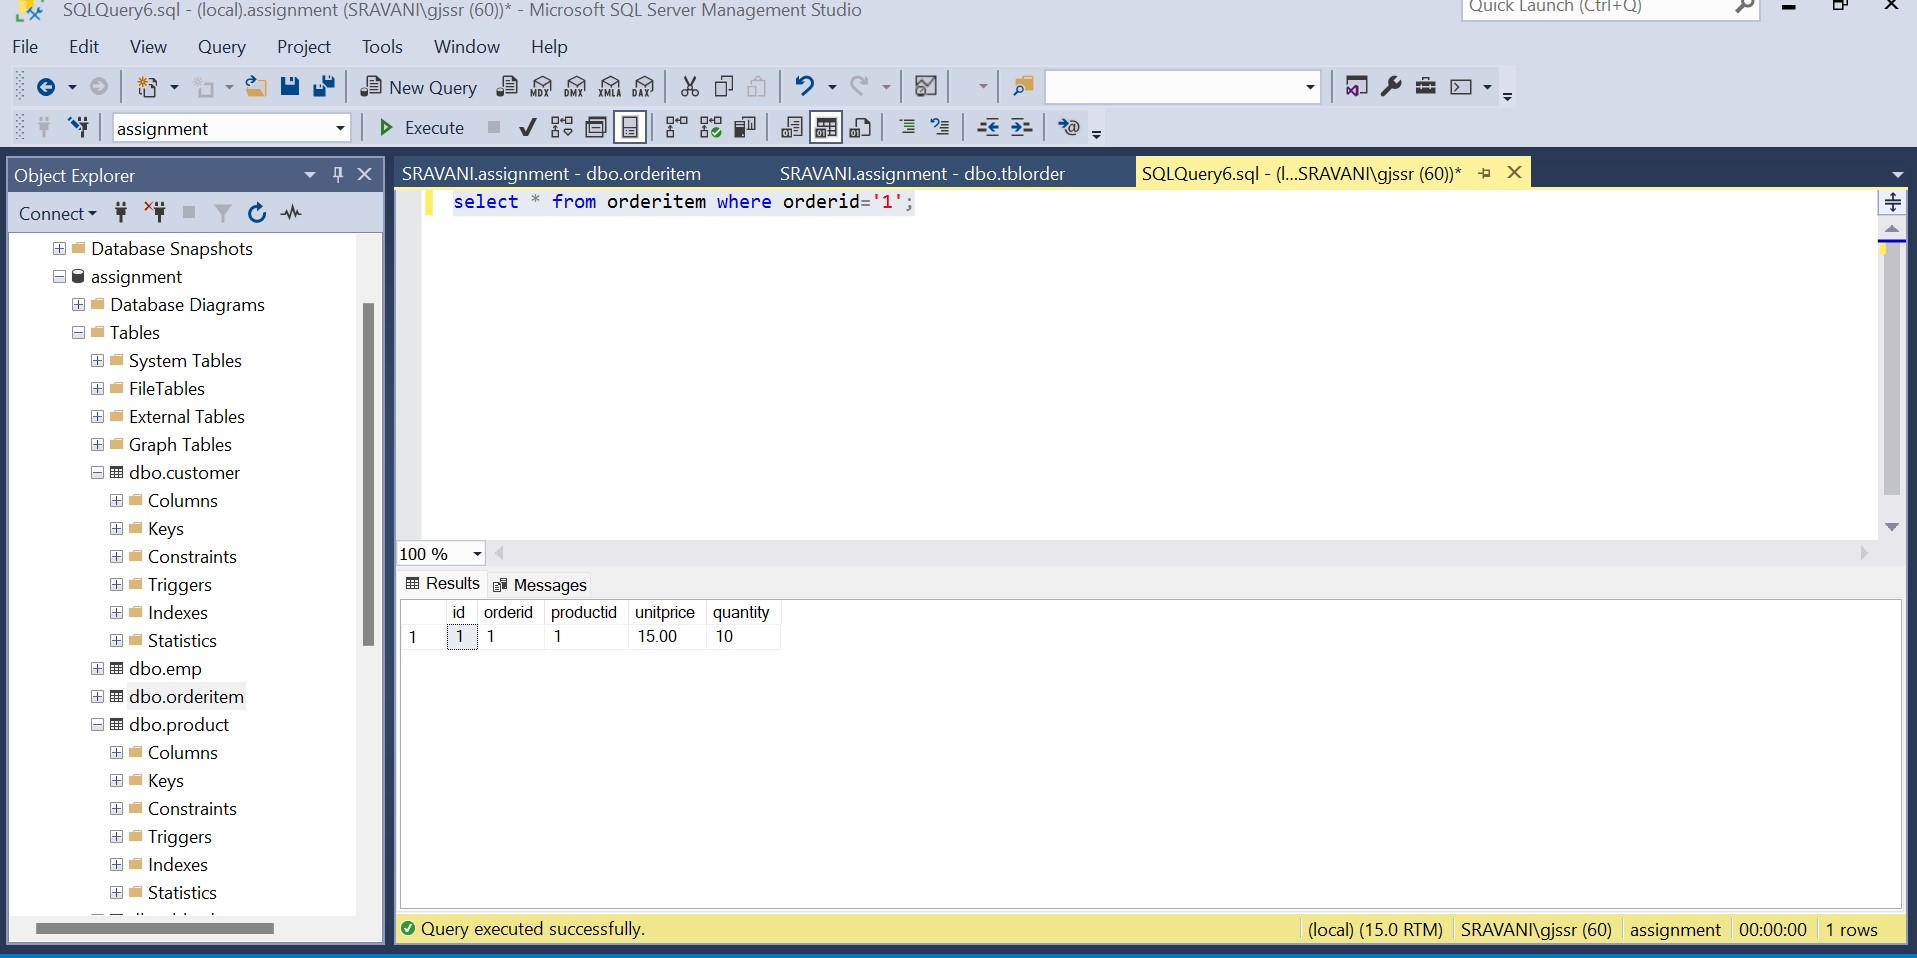 SQLQuery6.sql - (local).assignment (SRAVANI\gjssr (60))* - Microsoft SQL Server Management Studio
Quick Launch (Ctrl+Q)
File Edit View Query Project Tools Window Help
New Query MDX DMX XMLA DAX
assignment Execute
Object Explorer
Connect
Database Snapshots
assignment
Database Diagrams
Tables
System Tables
FileTables
External Tables
Graph Tables
dbo.customer
Columns
Keys
Constraints
Triggers
Indexes
Statistics
dbo.emp
dbo.orderitem
dbo.product
Columns
Keys
Constraints
Triggers
Indexes
Statistics
SRAVANI.assignment - dbo.orderitem SRAVANI.assignment - dbo.tblorder SQLQuery6.sql - (l...SRAVANI\gjssr (60))*
select * from orderitem where orderid='1';
100 %
Results Messages
id orderid productid unitprice quantity
1 1 1 1 15.00 10
Query executed successfully. (local) (15.0 RTM) SRAVANI\gjssr (60) assignment 00:00:00 1 rows